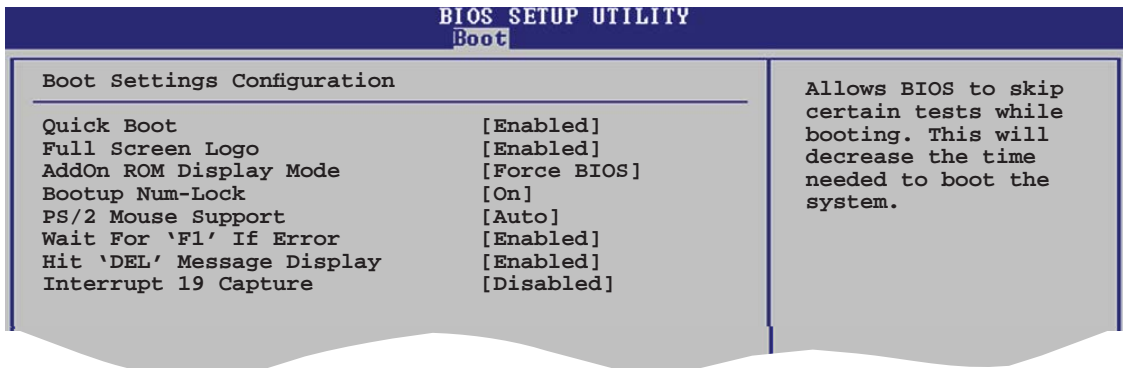 BIOS SETUP UTILITY
Boot
Boot Settings Configuration
Quick Boot [Enabled]
Full Screen Logo [Enabled]
AddOn ROM Display Mode [Force BIOS]
Bootup Num-Lock [On]
PS/2 Mouse Support [Auto]
Wait For ‘F1’ If Error [Enabled]
Hit ‘DEL’ Message Display [Enabled]
Interrupt 19 Capture [Disabled]
Allows BIOS to skip
certain tests while
booting. This will
decrease the time
needed to boot the
system.